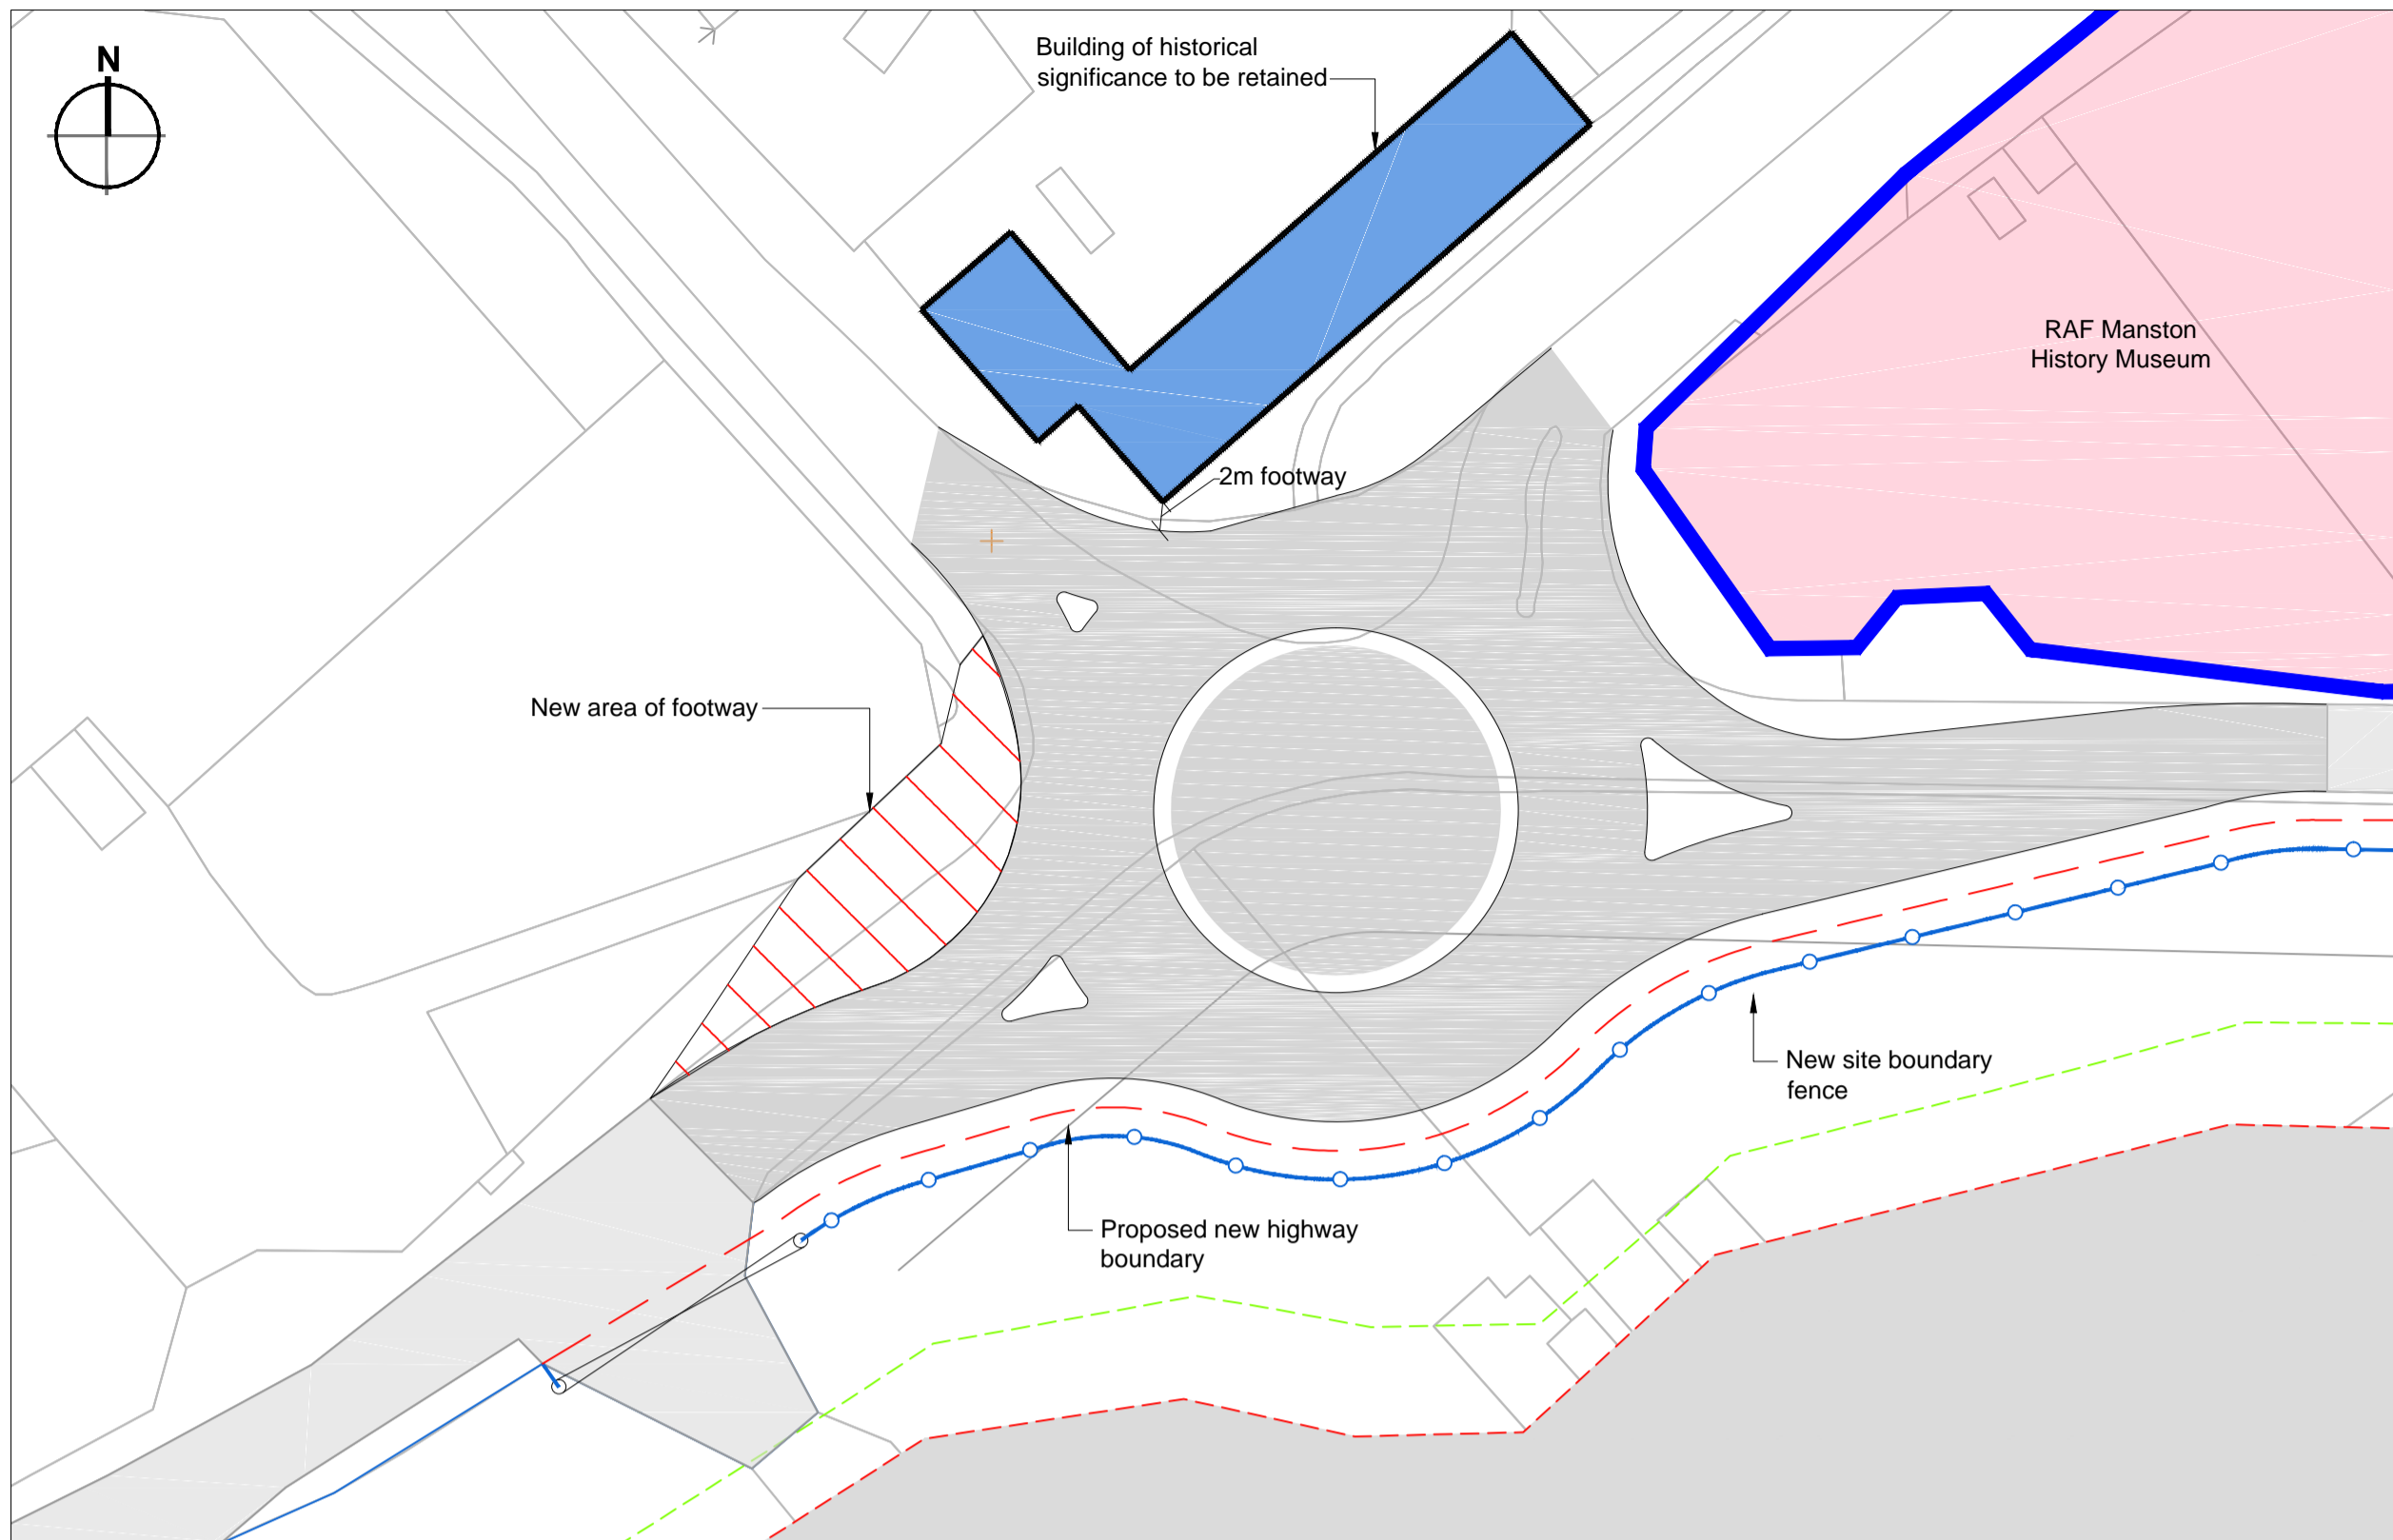 N
Building of historical
significance to be retained
RAF Manston
History Museum
2m footway
New area of footway
New site boundary
fence
Proposed new highway
boundary